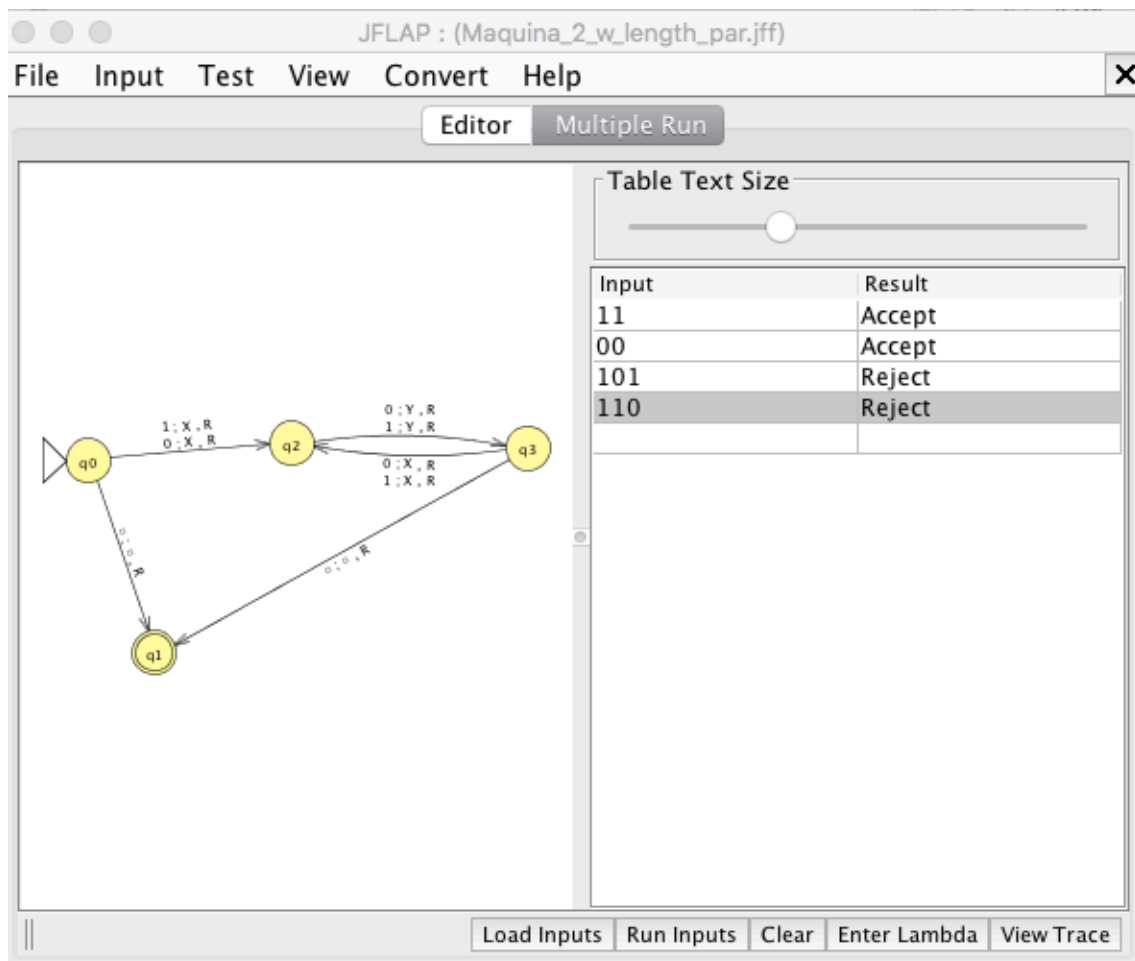 JFLAP : (Maquina_2_w_length_par.jff)
File Input Test View Convert Help
Editor Multiple Run
Table Text Size
Input Result
11 Accept
00 Accept
101 Reject
110 Reject
1 ; X , R
0 ; X , R
0 ; Y , R
1 ; Y , R
q0
q2
q3
0 ; X , R
1 ; X , R
□ ; □ , R
□ ; □ , R
q1
Load Inputs Run Inputs Clear Enter Lambda View Trace